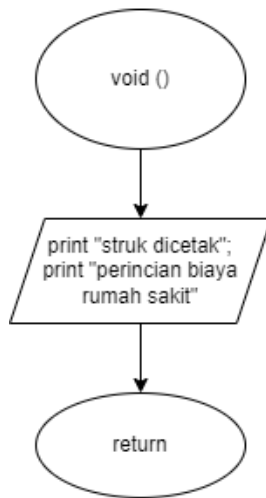 void ()
print "struk dicetak";
print "perincian biaya
rumah sakit"
return